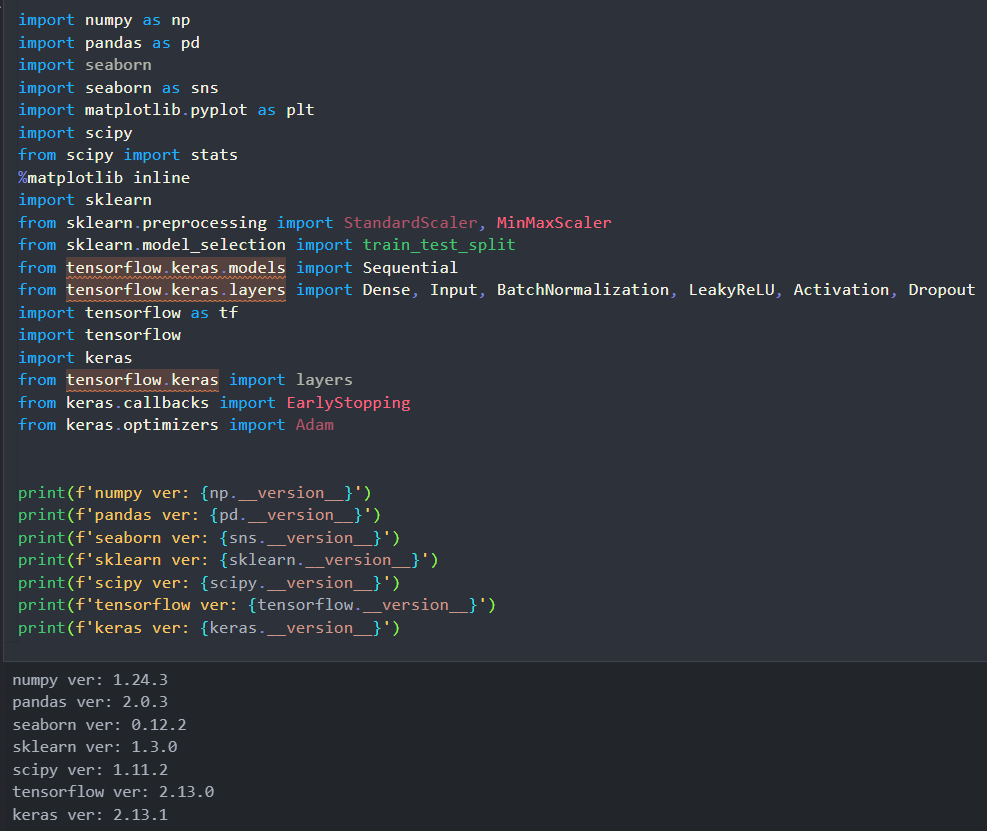 import numpy as np
import pandas as pd
import seaborn
import seaborn as sns
import matplotlib.pyplot as plt
import scipy
from scipy import stats
%matplotlib inline
import sklearn
from sklearn.preprocessing import StandardScaler, MinMaxScaler
from sklearn.model_selection import train_test_split
from tensorflow.keras.models import Sequential
from tensorflow.keras.layers import Dense, Input, BatchNormalization, LeakyReLU, Activation, Dropout
import tensorflow as tf
import tensorflow
import keras
from tensorflow.keras import layers
from keras.callbacks import EarlyStopping
from keras.optimizers import Adam
print(f'numpy ver: {np.__version__}')
print(f'pandas ver: {pd.__version__}')
print(f'seaborn ver: {sns.__version__}')
print(f'sklearn ver: {sklearn.__version__}')
print(f'scipy ver: {scipy.__version__}')
print(f'tensorflow ver: {tensorflow.__version__}')
print(f'keras ver: {keras.__version__}')
numpy ver: 1.24.3
pandas ver: 2.0.3
seaborn ver: 0.12.2
sklearn ver: 1.3.0
scipy ver: 1.11.2
tensorflow ver: 2.13.0
keras ver: 2.13.1